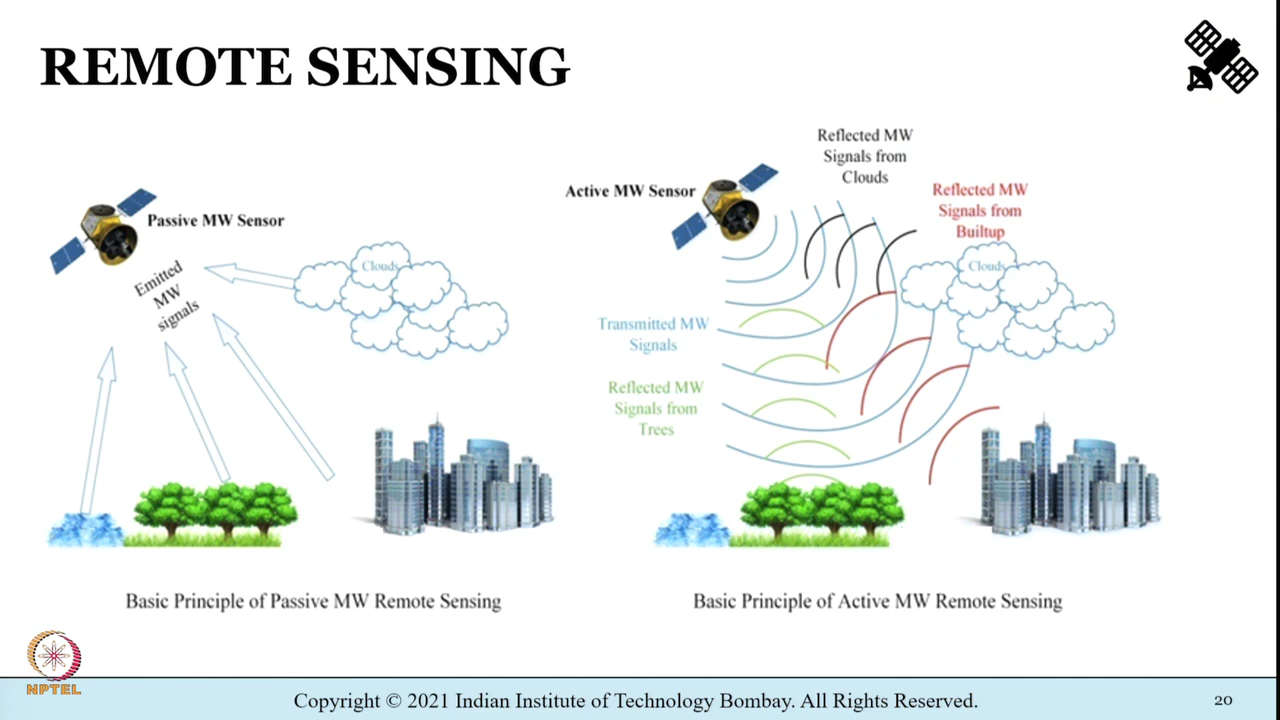 REMOTE SENSING
Passive MW Sensor
Emitted
MW
signals
Clouds
Basic Principle of Passive MW Remote Sensing
Active MW Sensor
Reflected MW
Signals from
Clouds
Reflected MW
Signals from
Builtup
Clouds
Transmitted MW
Signals
Reflected MW
Signals from
Trees
Basic Principle of Active MW Remote Sensing
NPTEL
Copyright © 2021 Indian Institute of Technology Bombay. All Rights Reserved.
20